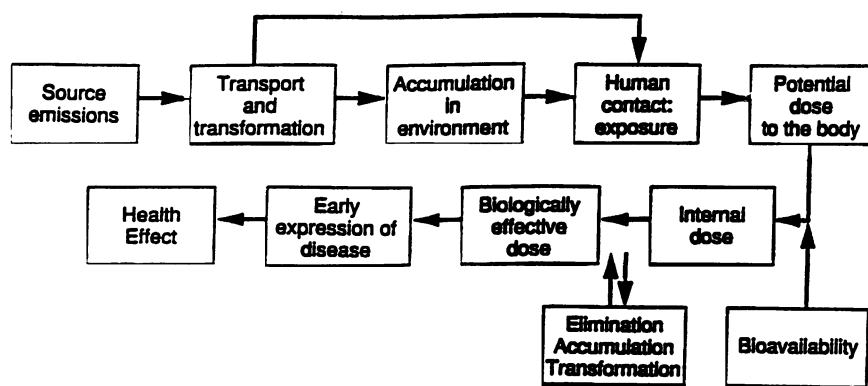 Source
emissions
Transport
and
transformation
Accumulation
in
environment
Human
contact:
exposure
Potential
dose
to the body
Health
Effect
Early
expression of
disease
Biologically
effective
dose
Internal
dose
Elimination
Accumulation
Transformation
Bioavailability